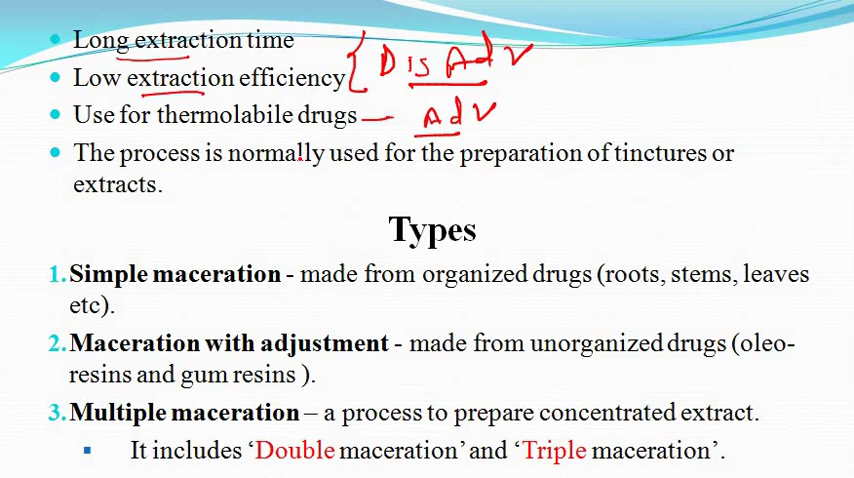 Long extraction time
Low extraction efficiency { Dis Adv
Use for thermolabile drugs — Adv
The process is normally used for the preparation of tinctures or
extracts.
Types
1. Simple maceration - made from organized drugs (roots, stems, leaves
etc).
2. Maceration with adjustment - made from unorganized drugs (oleo-
resins and gum resins ).
3. Multiple maceration – a process to prepare concentrated extract.
It includes ‘Double maceration’ and ‘Triple maceration’.